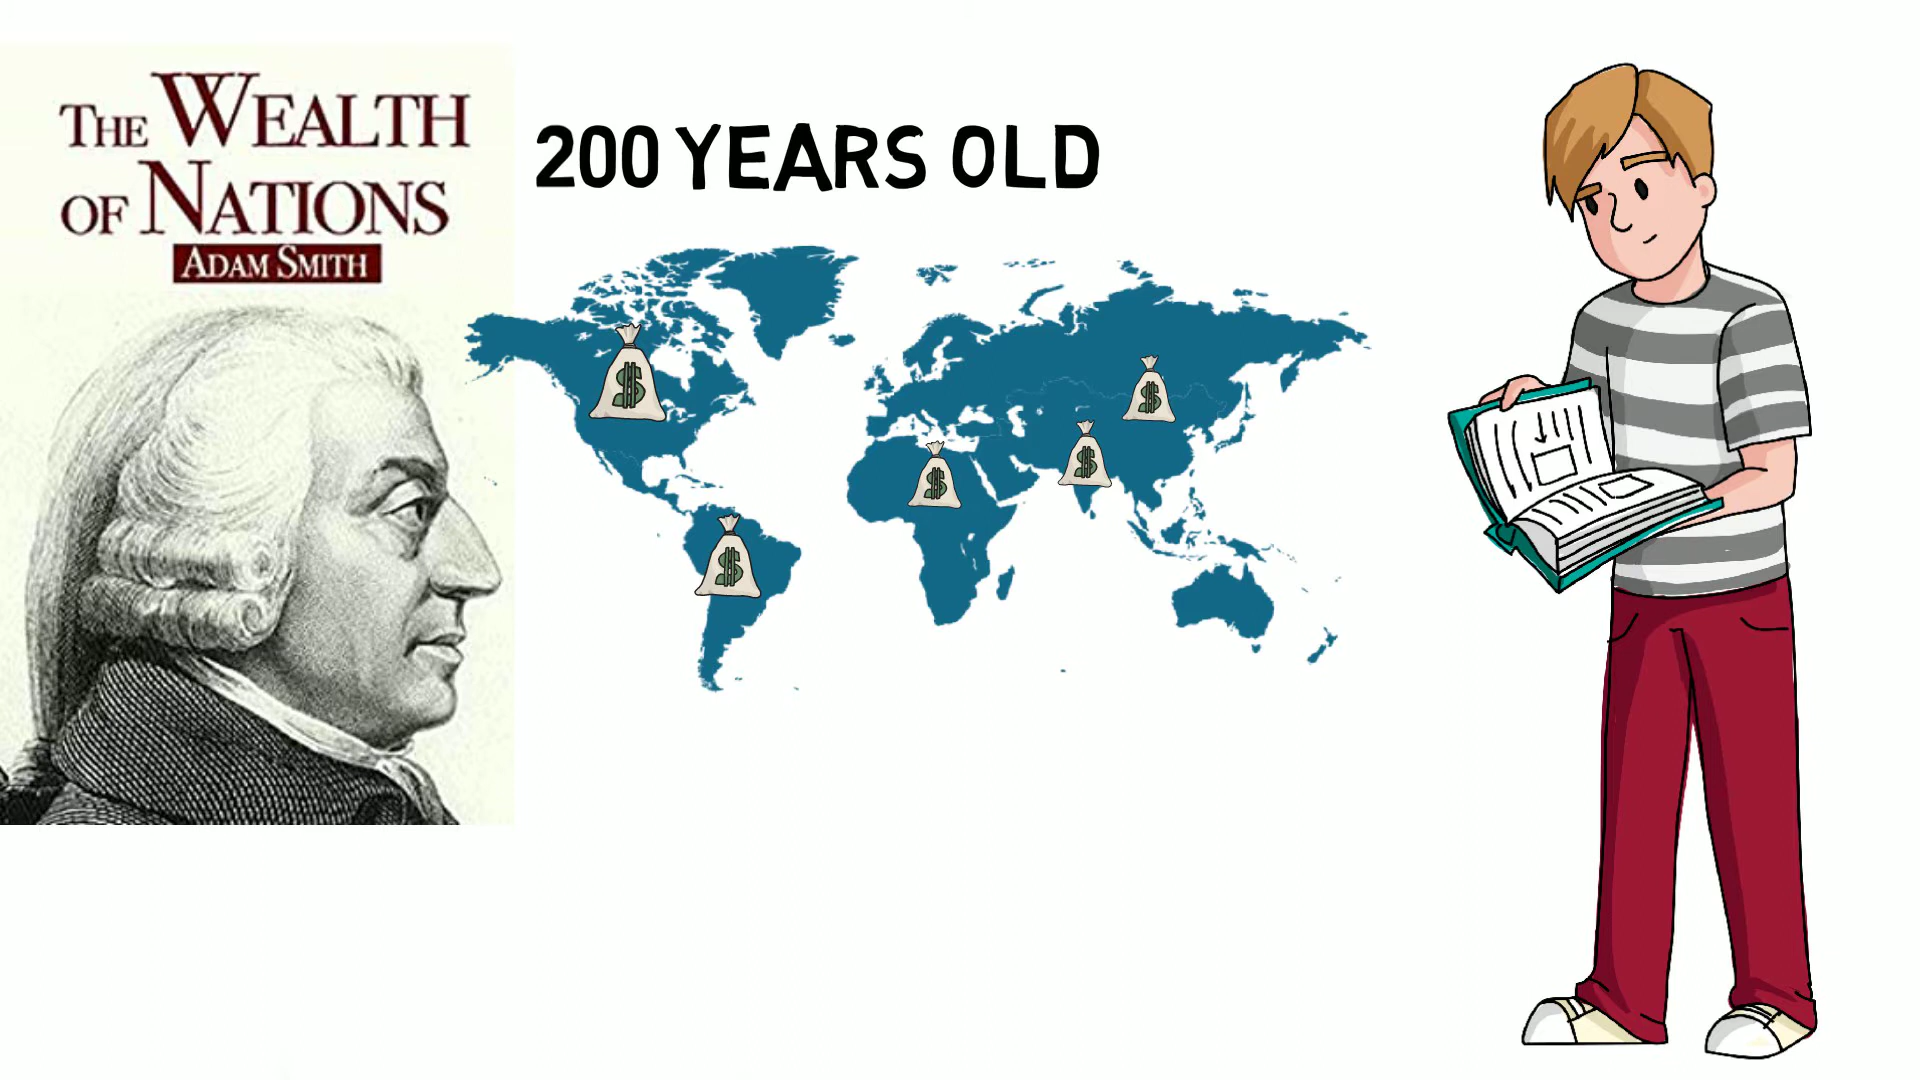 THE WEALTH
OF NATIONS
ADAM SMITH
200 YEARS OLD
$
$
$
$
$